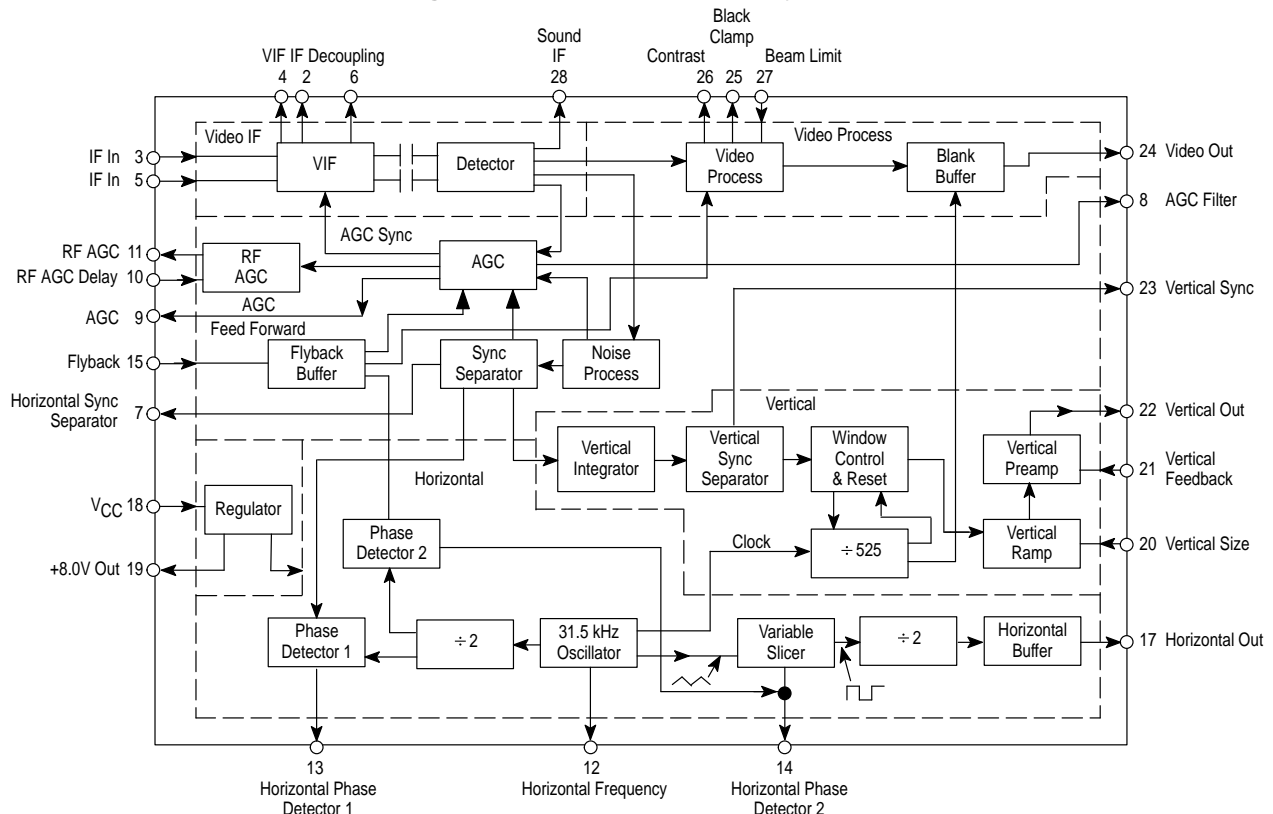 Black
Clamp
Sound
IF
28
VIF IF Decoupling
4 2 6
Contrast
26
25
Beam Limit
27
Video IF
Video Process
IF In 3
IF In 5
VIF
Detector
Video
Process
Blank
Buffer
24 Video Out
8 AGC Filter
AGC Sync
RF AGC 11
RF AGC Delay 10
RF
AGC
AGC
AGC 9
AGC
Feed Forward
23 Vertical Sync
Flyback 15
Flyback
Buffer
Sync
Separator
Noise
Process
Horizontal Sync
Separator
7
Vertical
22 Vertical Out
Vertical
Integrator
Vertical
Sync
Separator
Window
Control
& Reset
Vertical
Preamp
21 Vertical
Feedback
Horizontal
VCC 18
Regulator
Phase
Detector 2
Clock
÷ 525
Vertical
Ramp
20 Vertical Size
+8.0V Out 19
Phase
Detector 1
÷ 2
31.5 kHz
Oscillator
Variable
Slicer
÷ 2
Horizontal
Buffer
17 Horizontal Out
13
Horizontal Phase
Detector 1
12
Horizontal Frequency
14
Horizontal Phase
Detector 2